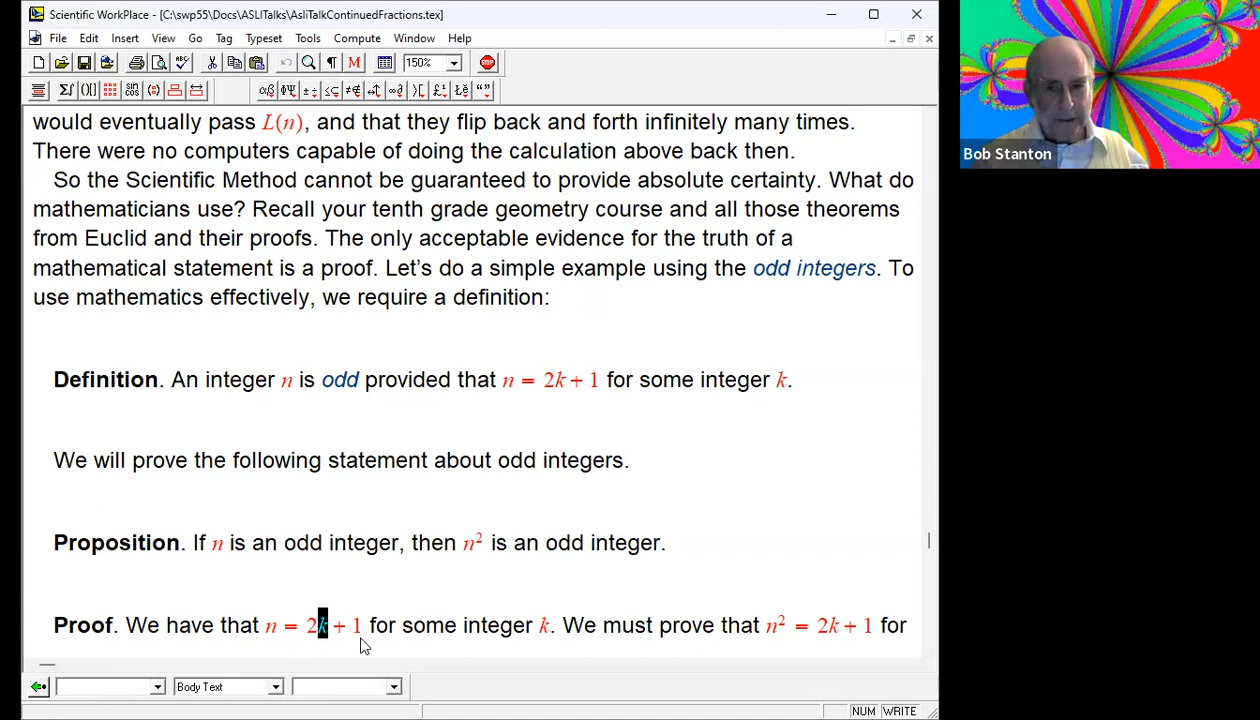 Scientific WorkPlace - [C:\swp55\Docs\ASLITalks\AsliTalkContinuedFractions.tex]
File Edit Insert View Go Tag Typeset Tools Compute Window Help
150%
would eventually pass L(n), and that they flip back and forth infinitely many times.
There were no computers capable of doing the calculation above back then.
So the Scientific Method cannot be guaranteed to provide absolute certainty. What do
mathematicians use? Recall your tenth grade geometry course and all those theorems
from Euclid and their proofs. The only acceptable evidence for the truth of a
mathematical statement is a proof. Let's do a simple example using the odd integers. To
use mathematics effectively, we require a definition:
Definition. An integer n is odd provided that n = 2k + 1 for some integer k.
We will prove the following statement about odd integers.
Proposition. If n is an odd integer, then n² is an odd integer.
Proof. We have that n = 2k + 1 for some integer k. We must prove that n² = 2k + 1 for
Body Text
NUM WRITE
Bob Stanton